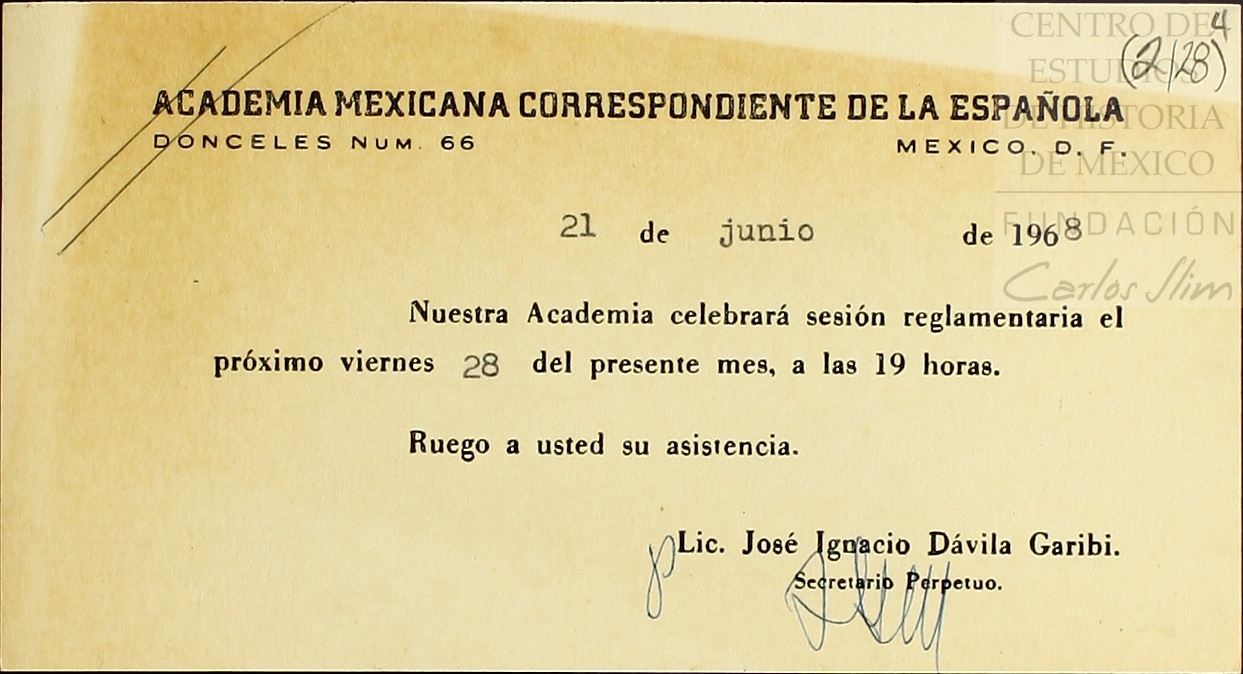 CENTRO DE
ESTUDIOS
DE HISTORIA
DE MEXICO
FUNDACIÓN
Carlos Slim
4
(2/28)
ACADEMIA MEXICANA CORRESPONDIENTE DE LA ESPAÑOLA
DONCELES NUM. 66 MEXICO, D. F.
21 de junio de 1968
Nuestra Academia celebrará sesión reglamentaria el
próximo viernes 28 del presente mes, a las 19 horas.
Ruego a usted su asistencia.
p Lic. José Ignacio Dávila Garibi.
Secretario Perpetuo.